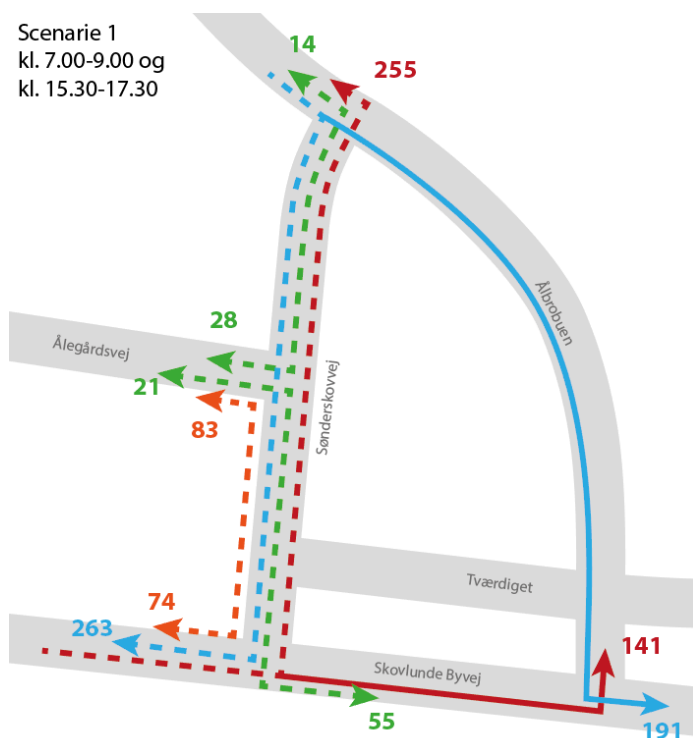 Scenarie 1
kl. 7.00-9.00 og
kl. 15.30-17.30
14
255
Ålbrobuen
28
Ålegårdsvej
21
83
Sønderskovvej
Tværdiget
74
263
141
Skovlunde Byvej
55
191